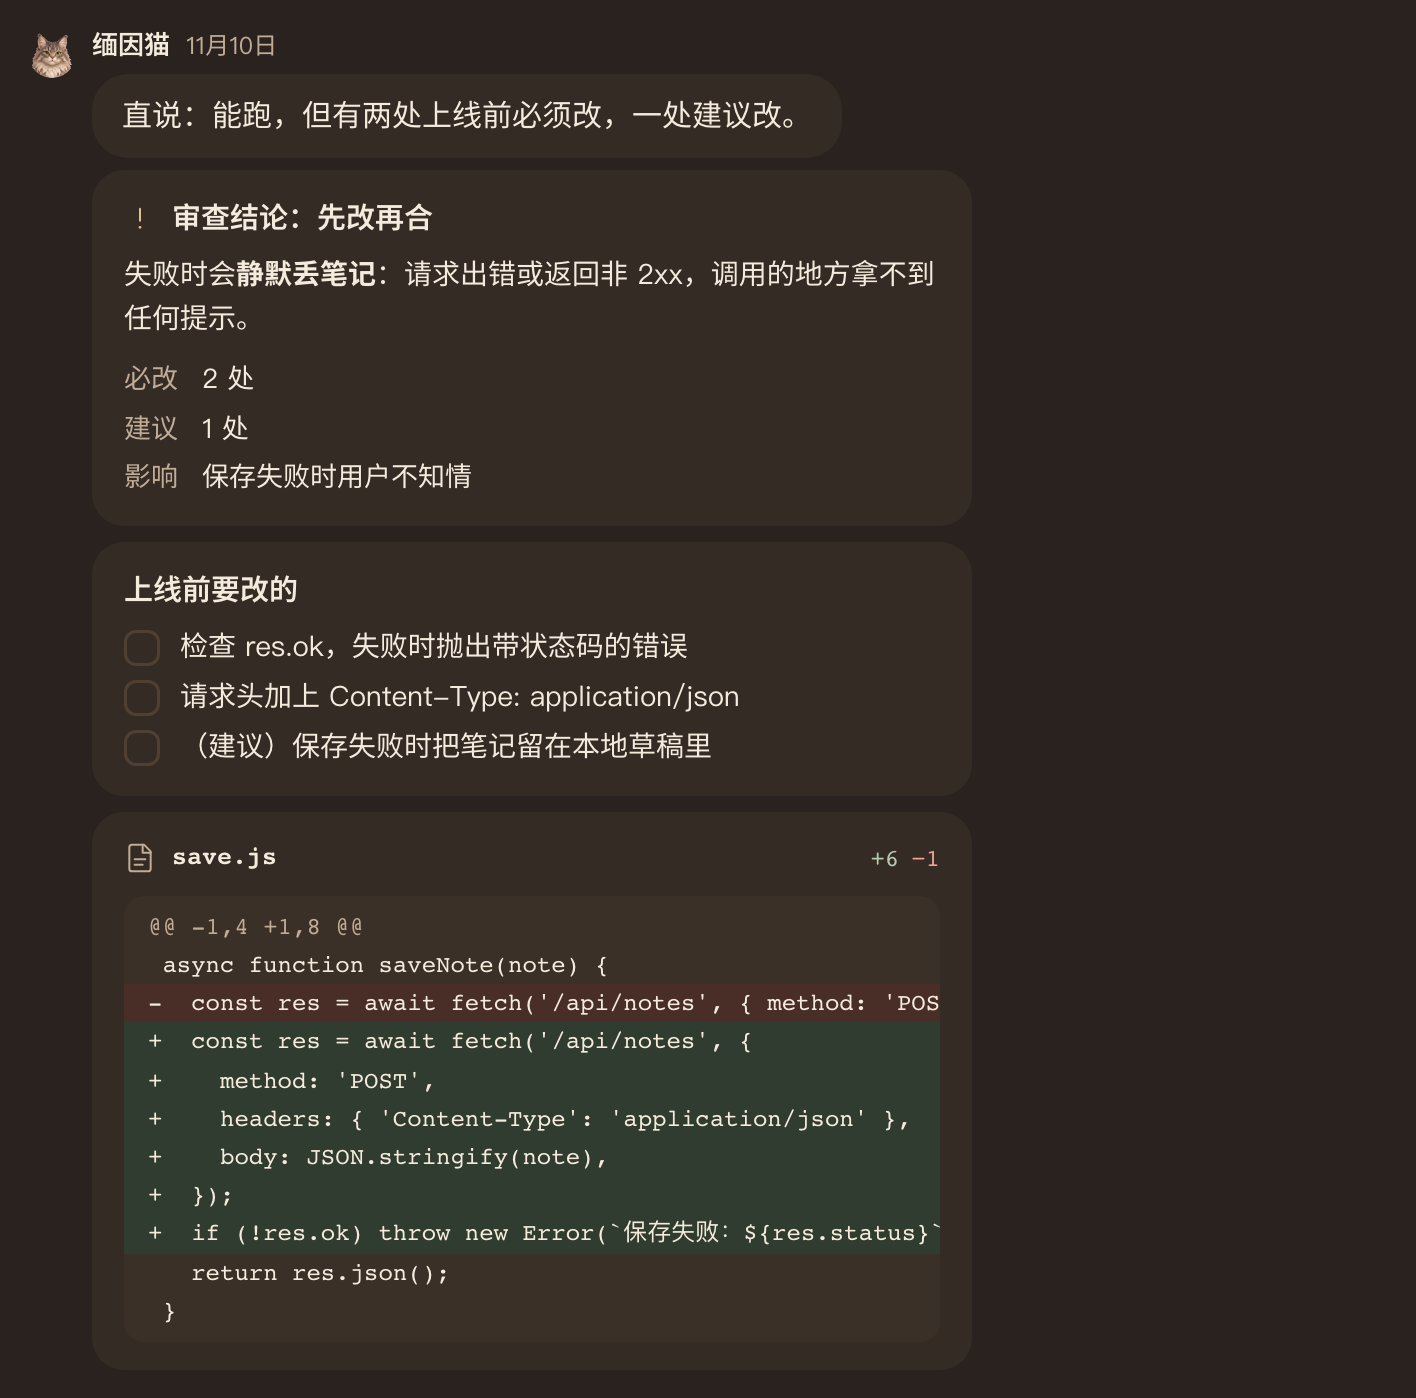 缅因猫 11月10日
直说：能跑，但有两处上线前必须改，一处建议改。
! 审查结论：先改再合
失败时会静默丢笔记：请求出错或返回非 2xx，调用的地方拿不到
任何提示。
必改 2 处
建议 1 处
影响 保存失败时用户不知情
上线前要改的
检查 res.ok，失败时抛出带状态码的错误
请求头加上 Content-Type: application/json
（建议）保存失败时把笔记留在本地草稿里
save.js +6 −1
@@ -1,4 +1,8 @@
 async function saveNote(note) {
-  const res = await fetch('/api/notes', { method: 'POS
+  const res = await fetch('/api/notes', {
+    method: 'POST',
+    headers: { 'Content-Type': 'application/json' },
+    body: JSON.stringify(note),
+  });
+  if (!res.ok) throw new Error(`保存失败：${res.status}`
   return res.json();
 }